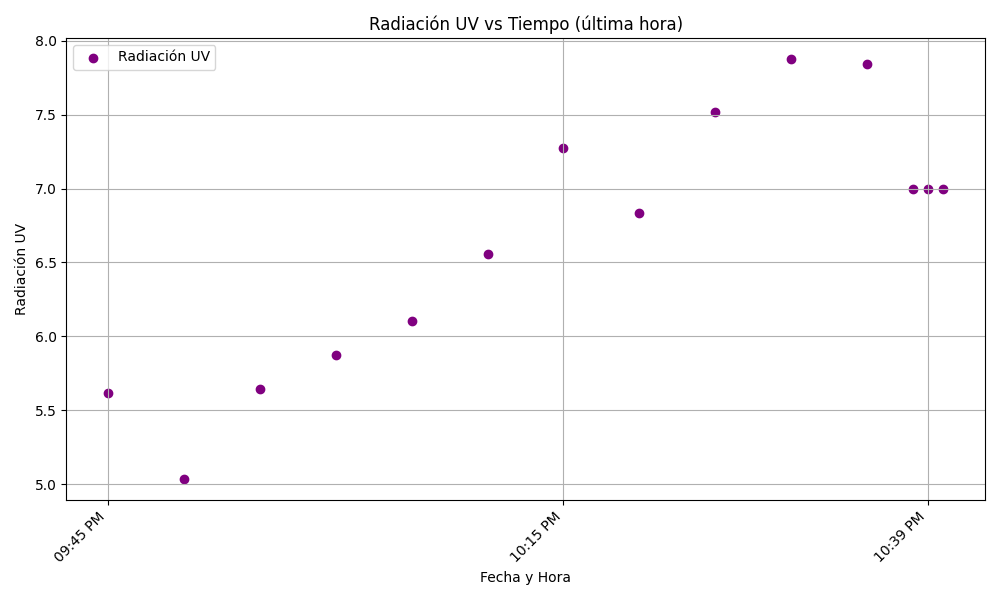 Radiación UV vs Tiempo (última hora)
Radiación UV
8.0
7.5
7.0
6.5
6.0
5.5
5.0
Radiación UV
09:45 PM
10:15 PM
10:39 PM
Fecha y Hora